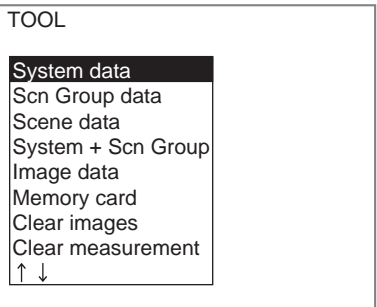 TOOL
System data
Scn Group data
Scene data
System + Scn Group
Image data
Memory card
Clear images
Clear measurement
↑ ↓